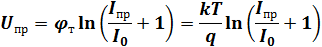 U_пр = φ_т ln(I_пр/I_0 + 1) = kT/q ln(I_пр/I_0 + 1)